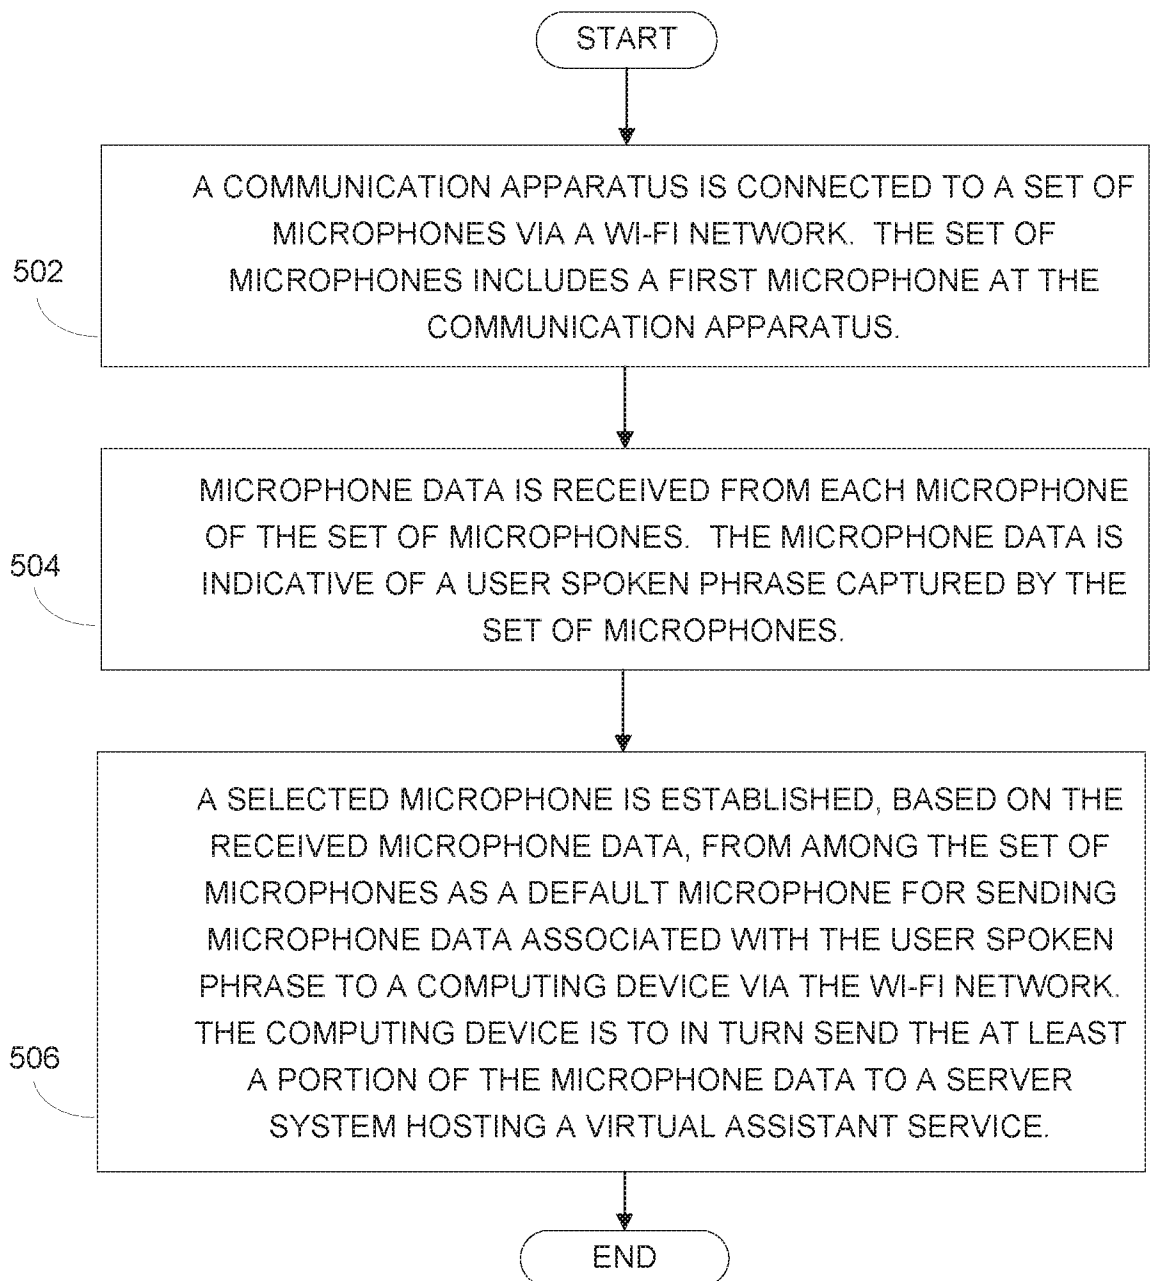 START
A COMMUNICATION APPARATUS IS CONNECTED TO A SET OF
MICROPHONES VIA A WI-FI NETWORK. THE SET OF
MICROPHONES INCLUDES A FIRST MICROPHONE AT THE
COMMUNICATION APPARATUS.
502
MICROPHONE DATA IS RECEIVED FROM EACH MICROPHONE
OF THE SET OF MICROPHONES. THE MICROPHONE DATA IS
INDICATIVE OF A USER SPOKEN PHRASE CAPTURED BY THE
SET OF MICROPHONES.
504
A SELECTED MICROPHONE IS ESTABLISHED, BASED ON THE
RECEIVED MICROPHONE DATA, FROM AMONG THE SET OF
MICROPHONES AS A DEFAULT MICROPHONE FOR SENDING
MICROPHONE DATA ASSOCIATED WITH THE USER SPOKEN
PHRASE TO A COMPUTING DEVICE VIA THE WI-FI NETWORK.
THE COMPUTING DEVICE IS TO IN TURN SEND THE AT LEAST
A PORTION OF THE MICROPHONE DATA TO A SERVER
SYSTEM HOSTING A VIRTUAL ASSISTANT SERVICE.
506
END